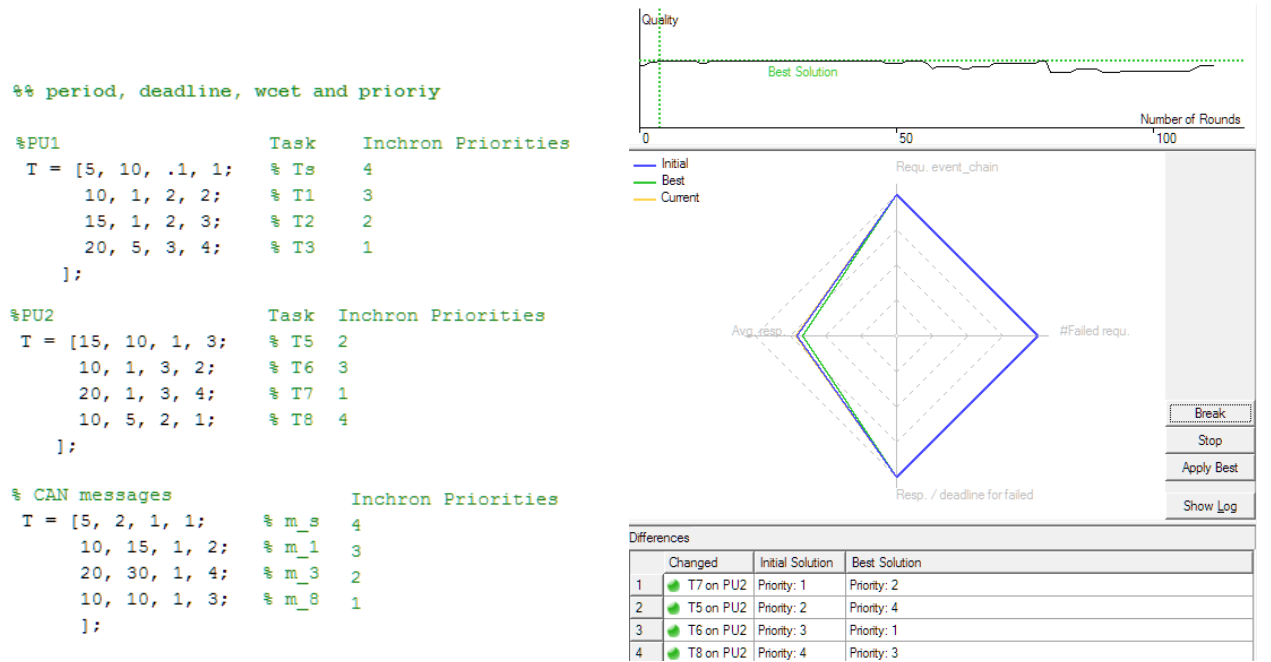 %% period, deadline, wcet and prioriy
%PU1 Task Inchron Priorities
T = [5, 10, .1, 1; % Ts 4
10, 1, 2, 2; % T1 3
15, 1, 2, 3; % T2 2
20, 5, 3, 4; % T3 1
];
%PU2 Task Inchron Priorities
T = [15, 10, 1, 3; % T5 2
10, 1, 3, 2; % T6 3
20, 1, 3, 4; % T7 1
10, 5, 2, 1; % T8 4
];
% CAN messages Inchron Priorities
T = [5, 2, 1, 1; % m_s 4
10, 15, 1, 2; % m_1 3
20, 30, 1, 4; % m_3 2
10, 10, 1, 3; % m_8 1
];
Quality
Best Solution
Number of Rounds
0 50 100
Initial
Best
Current
Requ. event_chain
Avg. resp.
#Failed requ.
Resp. / deadline for failed
Break
Stop
Apply Best
Show Log
Differences
Changed Initial Solution Best Solution
1 T7 on PU2 Priority: 1 Priority: 2
2 T5 on PU2 Priority: 2 Priority: 4
3 T6 on PU2 Priority: 3 Priority: 1
4 T8 on PU2 Priority: 4 Priority: 3